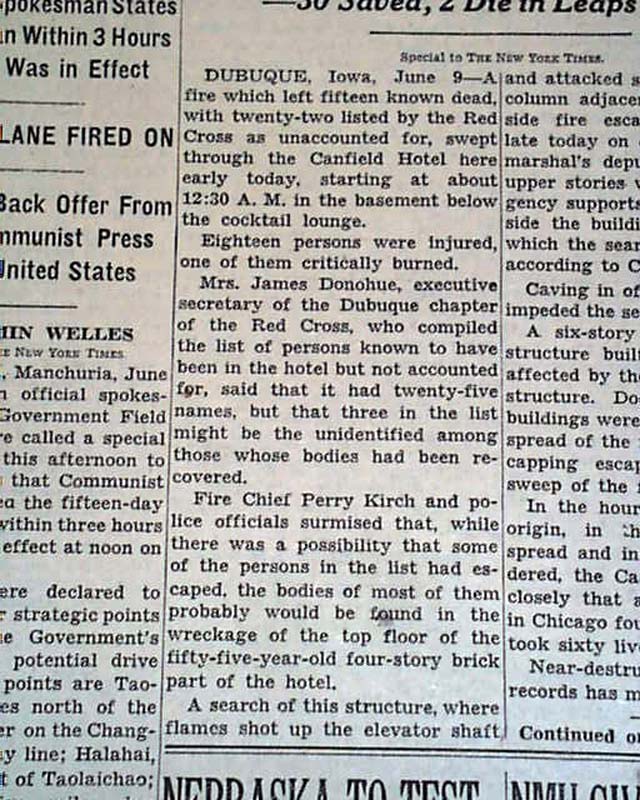 pokesman States
n Within 3 Hours
Was in Effect
LANE FIRED ON
Back Offer From
mmunist Press
United States
IN WELLES
E NEW YORK TIMES.
, Manchuria, June
official spokes-
Government Field
e called a special
this afternoon to
that Communist
the fifteen-day
within three hours
effect at noon on
ere declared to
r strategic points
e Government's
potential drive
points are Tao-
es north of the
er on the Chang-
y line; Halahai,
t of Taolaichao;
—30 Saved, 2 Die in Leaps
Special to THE NEW YORK TIMES.
DUBUQUE, Iowa, June 9—A
fire which left fifteen known dead,
with twenty-two listed by the Red
Cross as unaccounted for, swept
through the Canfield Hotel here
early today, starting at about
12:30 A. M. in the basement below
the cocktail lounge.
Eighteen persons were injured,
one of them critically burned.
Mrs. James Donohue, executive
secretary of the Dubuque chapter
of the Red Cross, who compiled
the list of persons known to have
been in the hotel but not accounted
for, said that it had twenty-five
names, but that three in the list
might be the unidentified among
those whose bodies had been re-
covered.
Fire Chief Perry Kirch and po-
lice officials surmised that, while
there was a possibility that some
of the persons in the list had es-
caped, the bodies of most of them
probably would be found in the
wreckage of the top floor of the
fifty-five-year-old four-story brick
part of the hotel.
A search of this structure, where
flames shot up the elevator shaft
and attacked s
column adjacen
side fire esca
late today on
marshal's depu
upper stories
gency supports
side the buildi
which the sear
according to C
Caving in of
impeded the se
A six-story
structure buil
affected by the
structure. Do
buildings were
spread of the
capping escap
sweep of the
In the hour
origin, in th
spread and in
dered, the Ca
closely that a
in Chicago fou
took sixty live
Near-destru
records has m
Continued o
NEBRASKA TO TEST
NMU CH